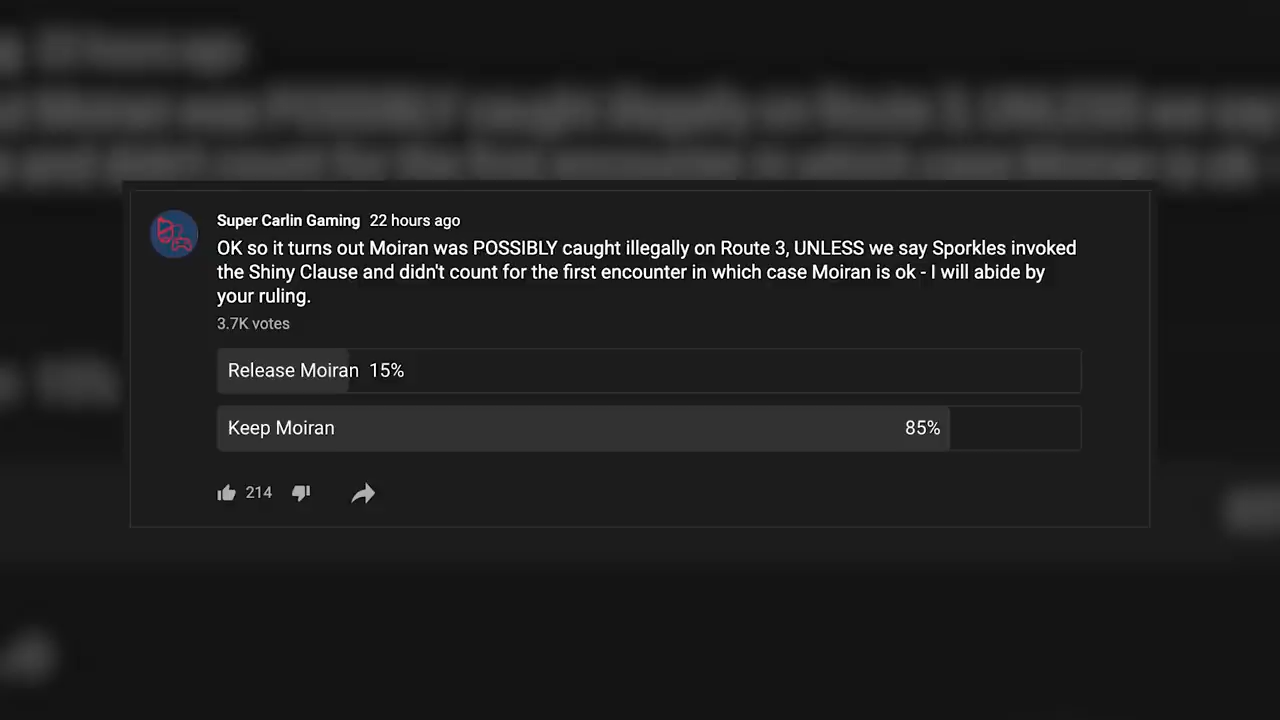 Super Carlin Gaming 22 hours ago
OK so it turns out Moiran was POSSIBLY caught illegally on Route 3, UNLESS we say Sporkles invoked
the Shiny Clause and didn't count for the first encounter in which case Moiran is ok - I will abide by
your ruling.
3.7K votes
Release Moiran 15%
Keep Moiran 85%
214